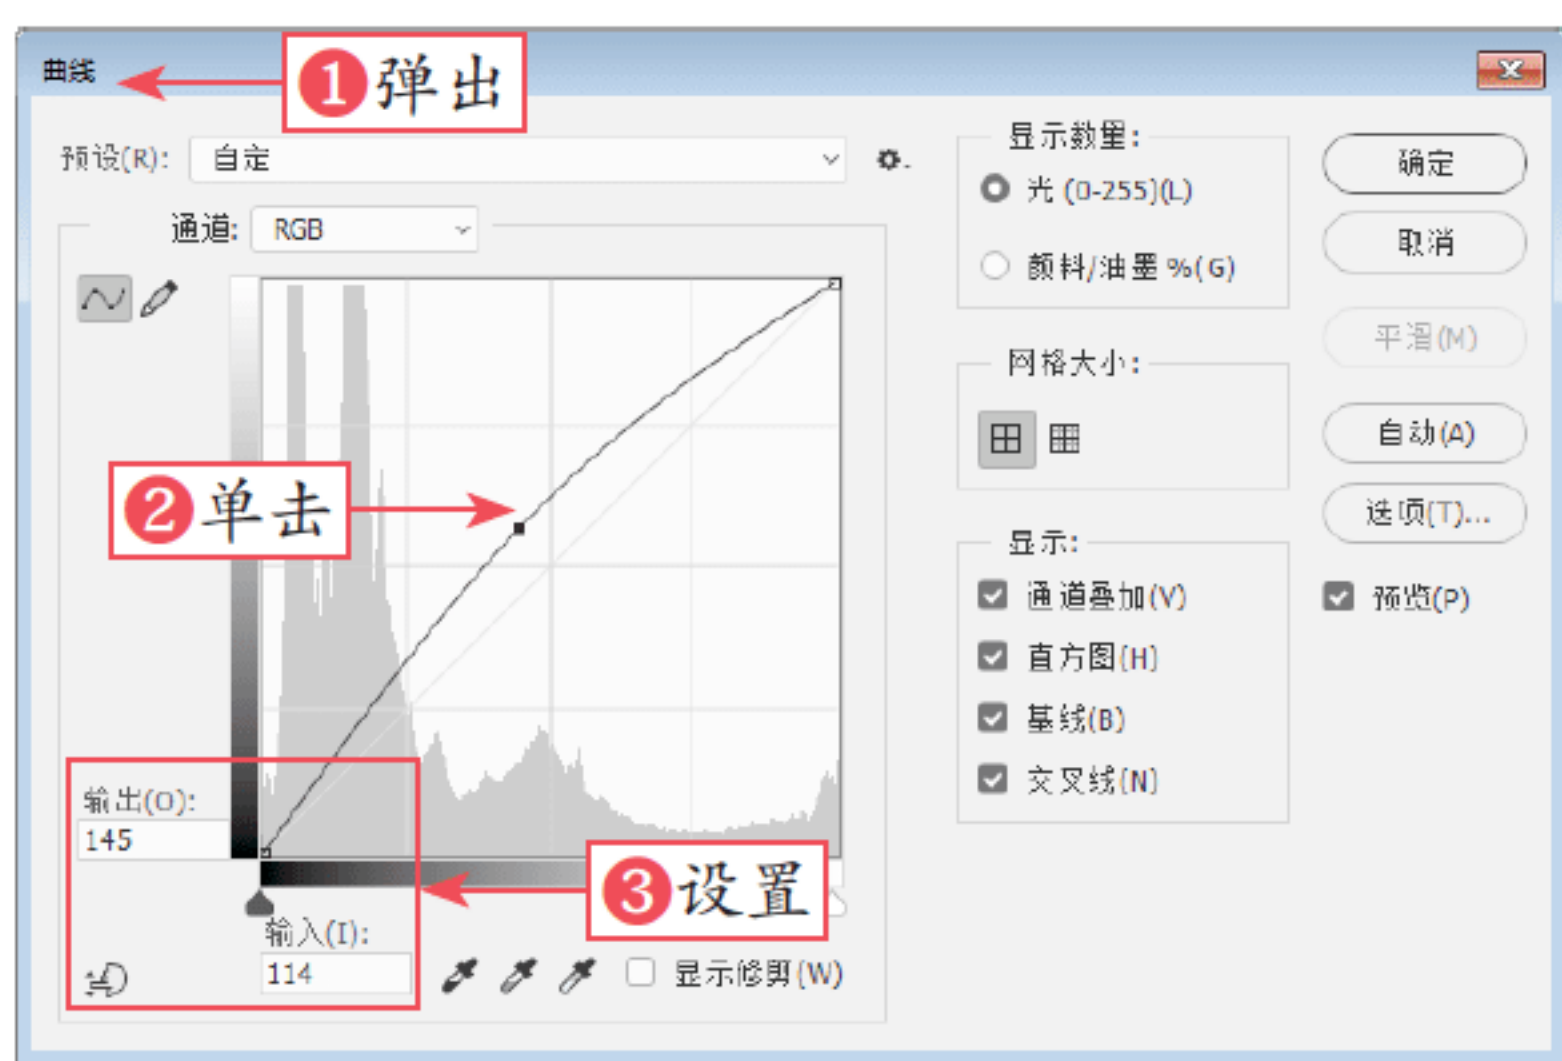 曲线
❶弹出
预设(R): 自定
通道: RGB
❷单击
输出(O):
145
输入(I):
114
❸设置
显示修剪(W)
显示数量:
光 (0-255)(L)
颜料/油墨 %(G)
网格大小:
显示:
通道叠加(V)
直方图(H)
基线(B)
交叉线(N)
确定
取消
平滑(M)
自动(A)
选项(T)...
预览(P)